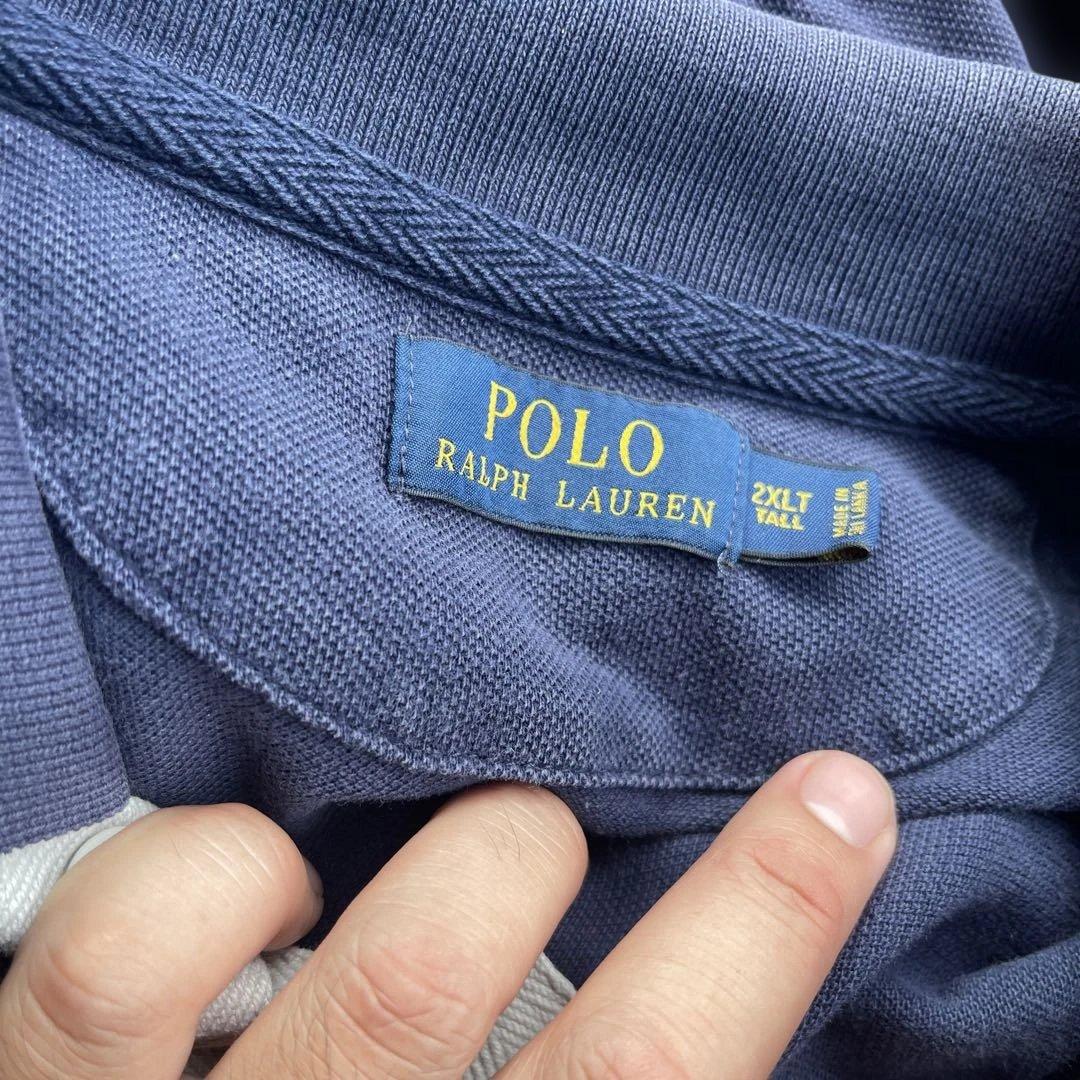 POLO
RALPH LAUREN
2XLT
TALL
MADE IN
SRI LANKA